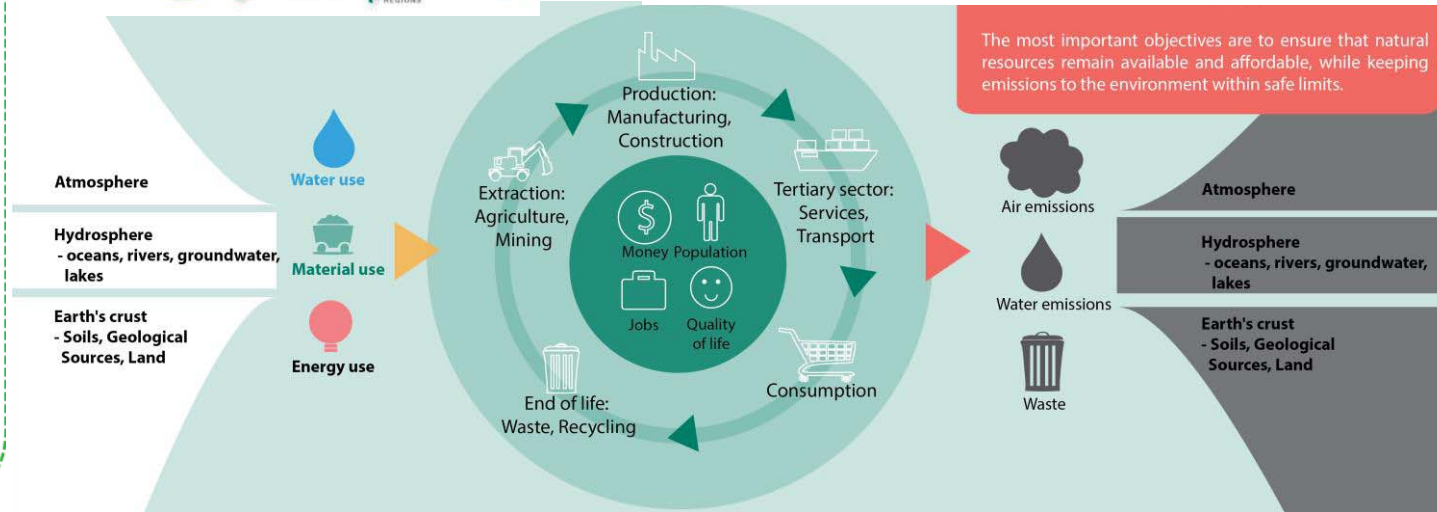 REGIONS
The most important objectives are to ensure that natural
resources remain available and affordable, while keeping
emissions to the environment within safe limits.
Atmosphere
Hydrosphere
- oceans, rivers, groundwater,
lakes
Earth's crust
- Soils, Geological
Sources, Land
Water use
Material use
Energy use
Production:
Manufacturing,
Construction
Extraction:
Agriculture,
Mining
Tertiary sector:
Services,
Transport
$
Money Population
Jobs
Quality
of life
Consumption
End of life:
Waste, Recycling
Air emissions
Water emissions
Waste
Atmosphere
Hydrosphere
- oceans, rivers, groundwater,
lakes
Earth's crust
- Soils, Geological
Sources, Land